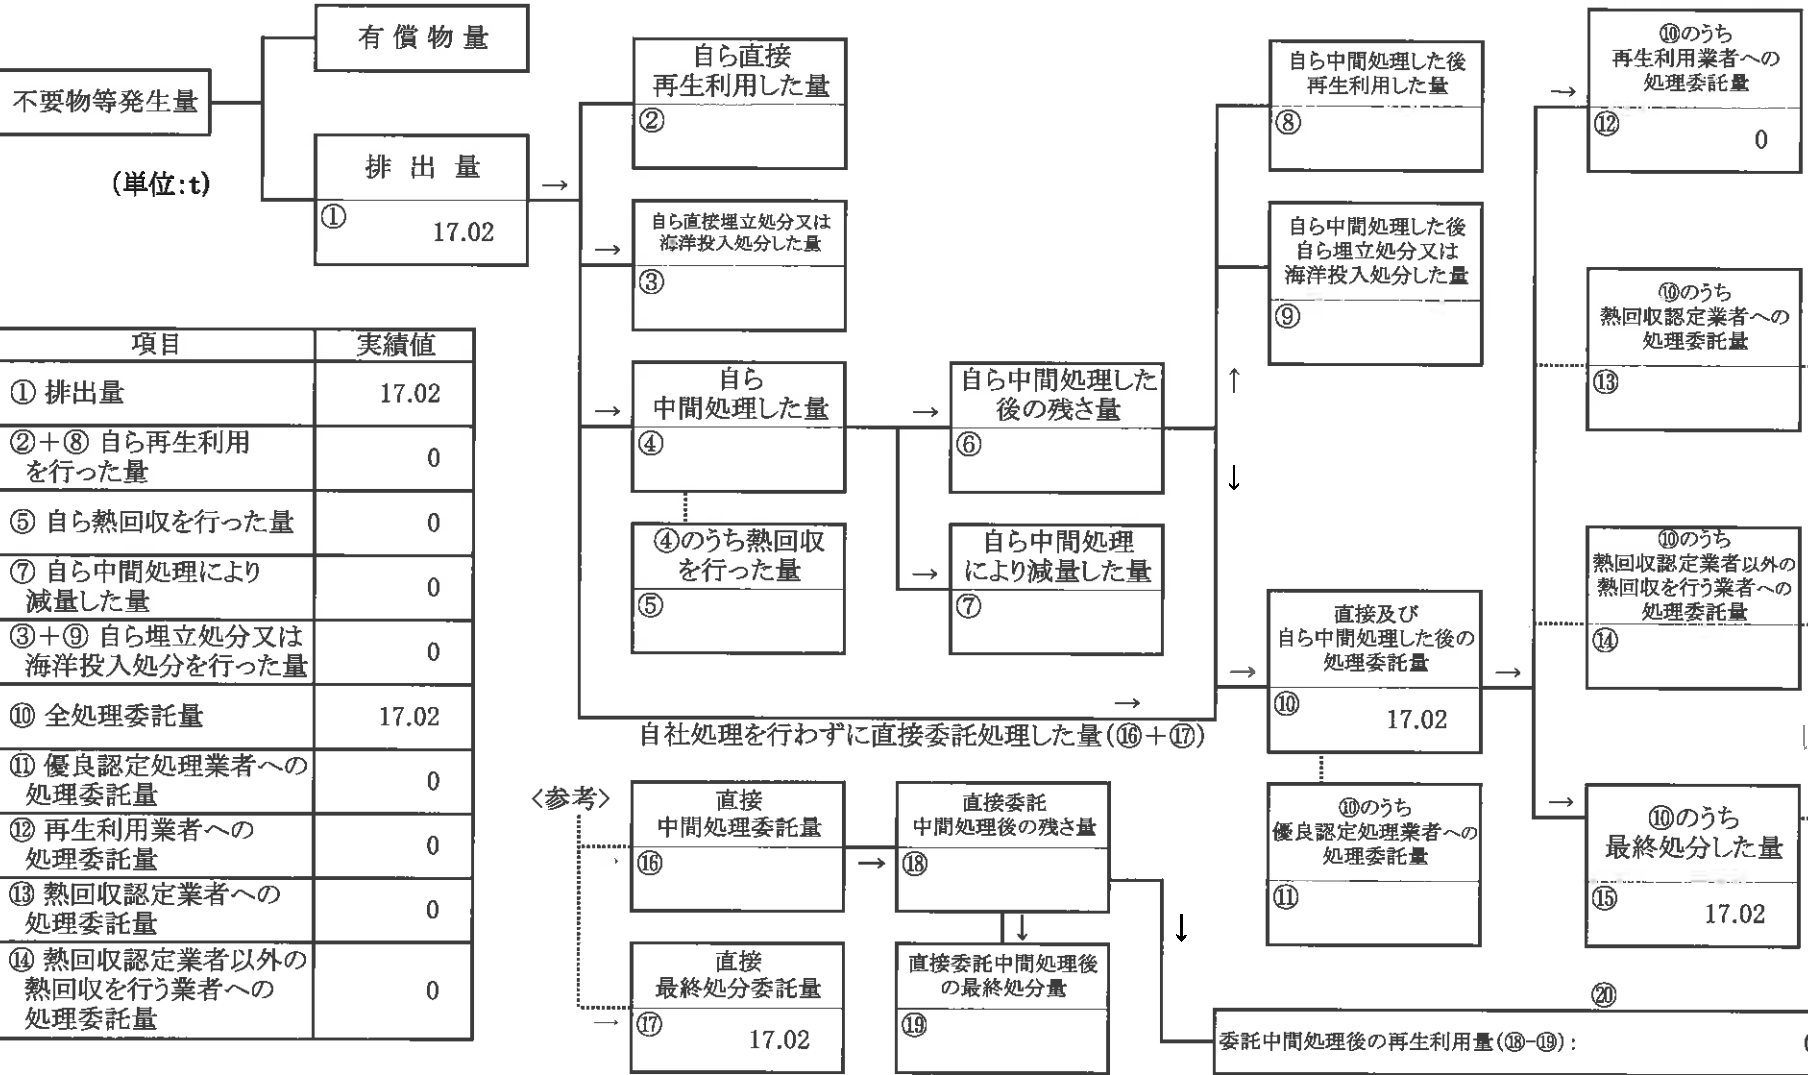 有償物量
不要物等発生量
(単位:t)
排出量
①
17.02
→
自ら直接
再生利用した量
②
→
自ら直接埋立処分又は
海洋投入処分した量
③
→
自ら
中間処理した量
④
④のうち熱回収
を行った量
⑤
→
自ら中間処理した
後の残さ量
⑥
→
自ら中間処理
により減量した量
⑦
自ら中間処理した後
再生利用した量
⑧
自ら中間処理した後
自ら埋立処分又は
海洋投入処分した量
⑨
↑
↓
→
自社処理を行わずに直接委託処理した量(⑯+⑰)
→
直接及び
自ら中間処理した後の
処理委託量
⑩
17.02
→
⑩のうち
優良認定処理業者への
処理委託量
⑪
→
⑩のうち
再生利用業者への
処理委託量
⑫
0
⑩のうち
熱回収認定業者への
処理委託量
⑬
⑩のうち
熱回収認定業者以外の
熱回収を行う業者への
処理委託量
⑭
→
⑩のうち
最終処分した量
⑮
17.02
項目 実績値
① 排出量 17.02
②+⑧ 自ら再生利用
を行った量 0
⑤ 自ら熱回収を行った量 0
⑦ 自ら中間処理により
減量した量 0
③+⑨ 自ら埋立処分又は
海洋投入処分を行った量 0
⑩ 全処理委託量 17.02
⑪ 優良認定処理業者への
処理委託量 0
⑫ 再生利用業者への
処理委託量 0
⑬ 熱回収認定業者への
処理委託量 0
⑭ 熱回収認定業者以外の
熱回収を行う業者への
処理委託量 0
〈参考〉
直接
中間処理委託量
⑯
→
直接委託
中間処理後の残さ量
⑱
↓
↓
→
直接
最終処分委託量
⑰
17.02
直接委託中間処理後
の最終処分量
⑲
⑳
委託中間処理後の再生利用量(⑱-⑲):